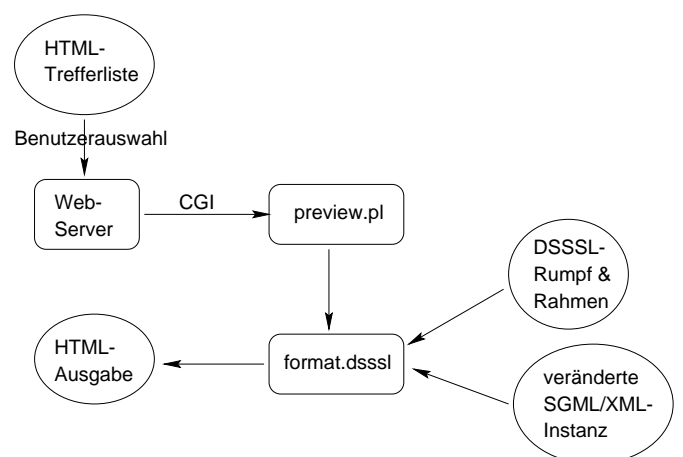 HTML-
Trefferliste
Benutzerauswahl
Web-
Server
CGI
preview.pl
DSSSL-
Rumpf &
Rahmen
HTML-
Ausgabe
format.dsssl
veränderte
SGML/XML-
Instanz